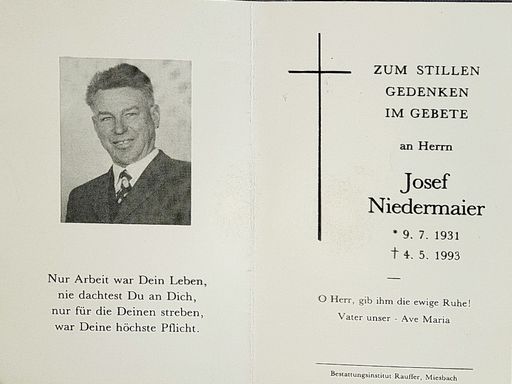 Nur Arbeit war Dein Leben,
nie dachtest Du an Dich,
nur für die Deinen streben,
war Deine höchste Pflicht.
ZUM STILLEN
GEDENKEN
IM GEBETE
an Herrn
Josef
Niedermaier
* 9. 7. 1931
† 4. 5. 1993
O Herr, gib ihm die ewige Ruhe!
Vater unser - Ave Maria
Bestattungsinstitut Rauffer, Miesbach